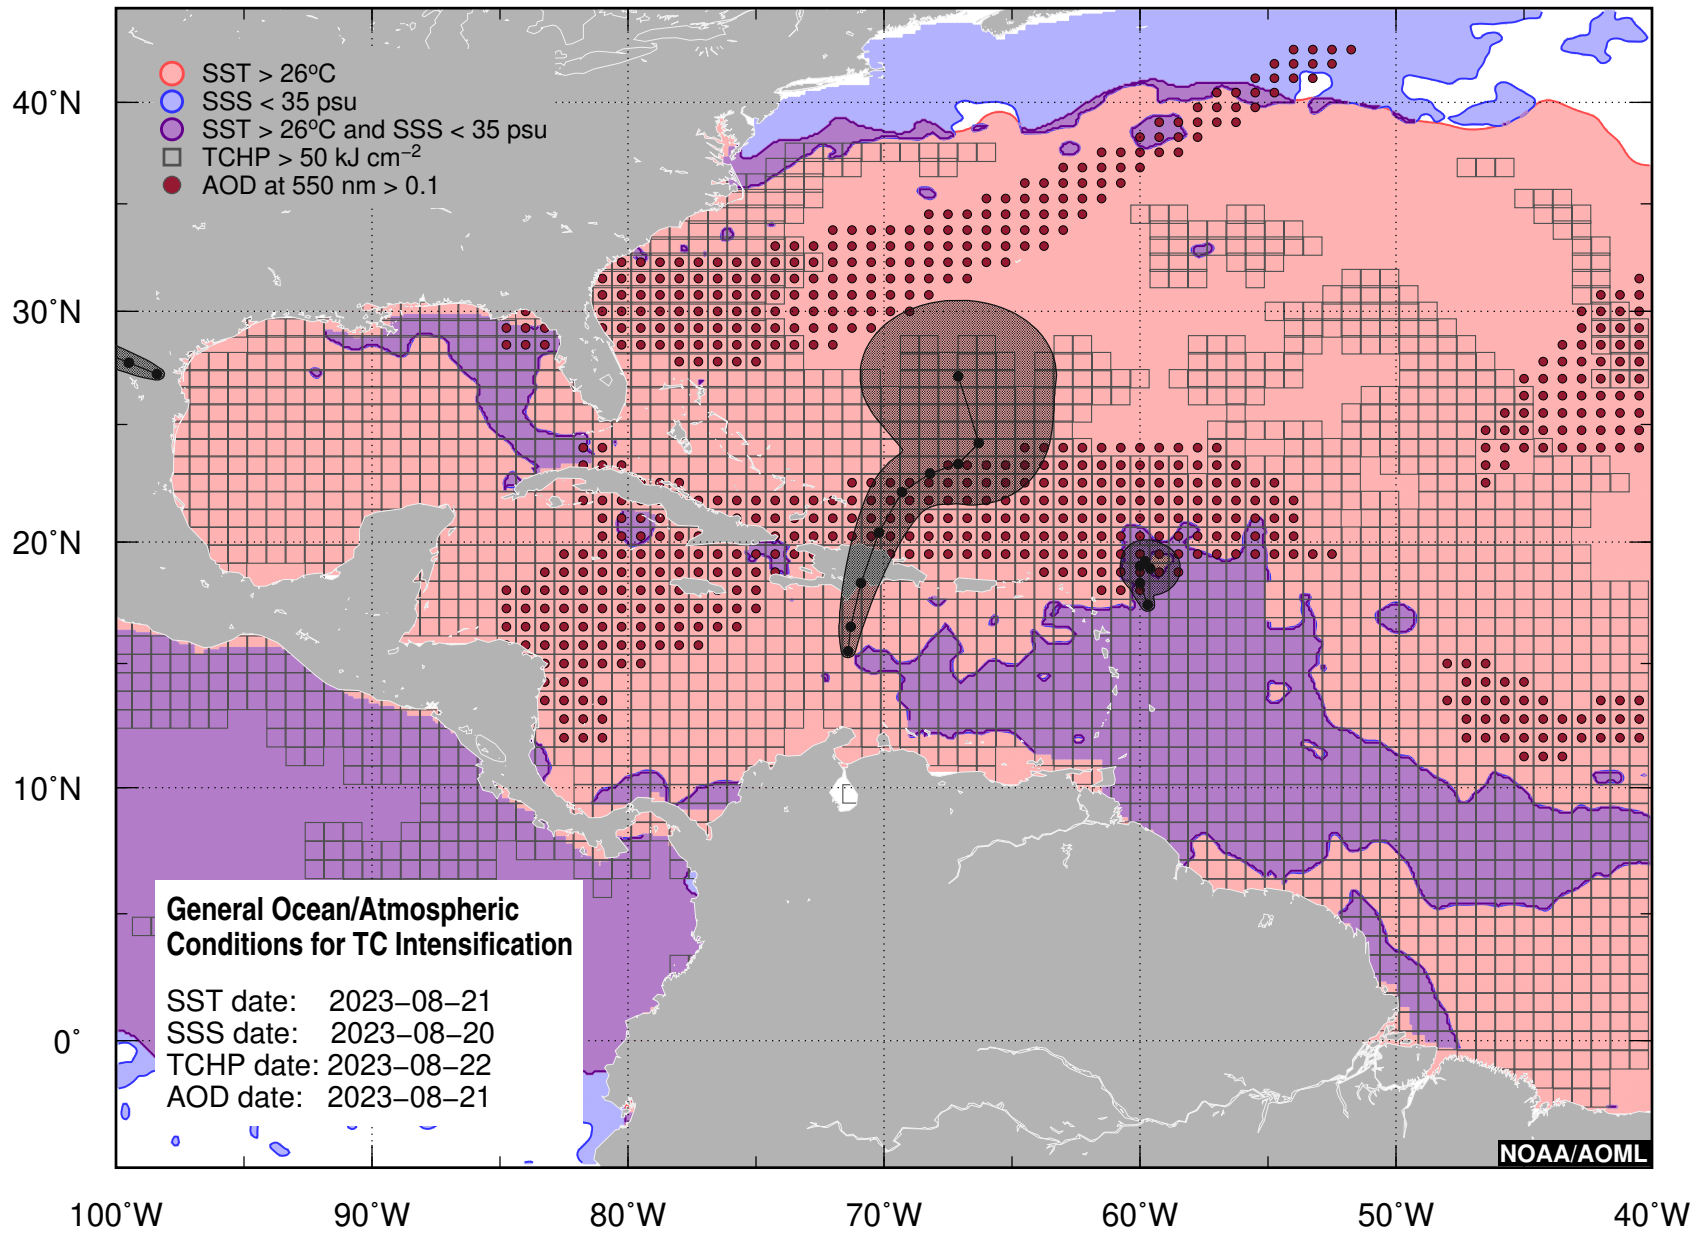 SST > 26°C
SSS < 35 psu
SST > 26°C and SSS < 35 psu
TCHP > 50 kJ cm⁻²
AOD at 550 nm > 0.1
40°N
30°N
20°N
10°N
0°
General Ocean/Atmospheric
Conditions for TC Intensification
SST date: 2023−08−21
SSS date: 2023−08−20
TCHP date: 2023−08−22
AOD date: 2023−08−21
NOAA/AOML
100°W 90°W 80°W 70°W 60°W 50°W 40°W